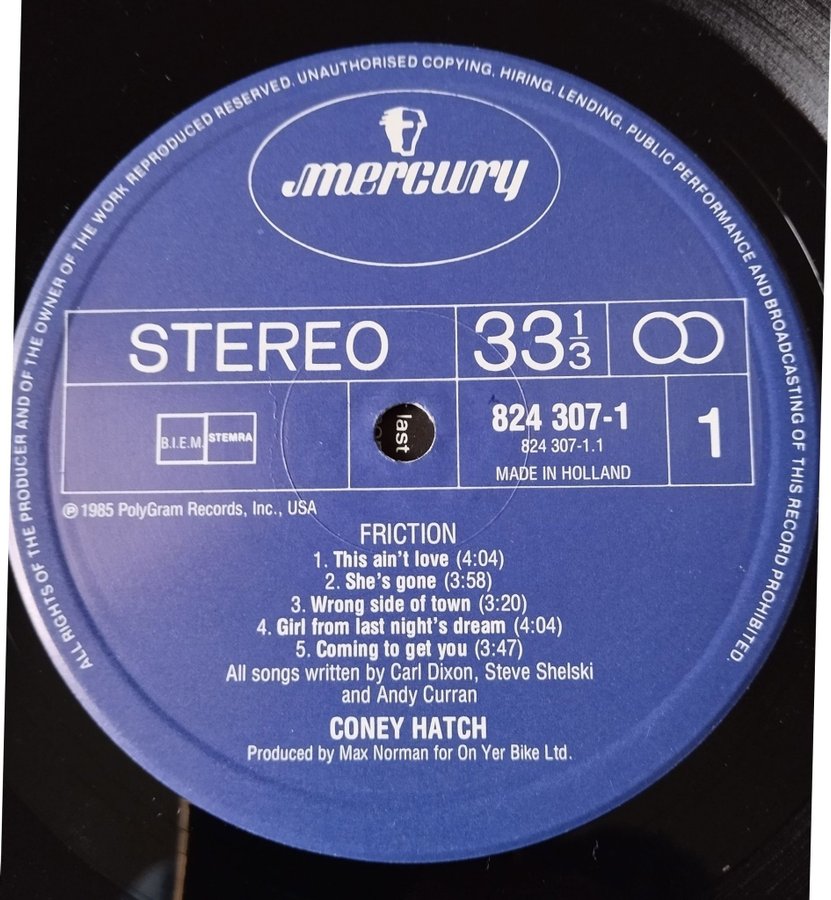 ALL RIGHTS OF THE PRODUCER AND OF THE OWNER OF THE WORK REPRODUCED RESERVED. UNAUTHORISED COPYING, HIRING, LENDING, PUBLIC PERFORMANCE AND BROADCASTING OF THIS RECORD PROHIBITED.
mercury
STEREO
33 1/3
B.I.E.M. STEMRA
last
824 307-1
824 307-1.1
MADE IN HOLLAND
1
℗ 1985 PolyGram Records, Inc., USA
FRICTION
1. This ain't love (4:04)
2. She's gone (3:58)
3. Wrong side of town (3:20)
4. Girl from last night's dream (4:04)
5. Coming to get you (3:47)
All songs written by Carl Dixon, Steve Shelski
and Andy Curran
CONEY HATCH
Produced by Max Norman for On Yer Bike Ltd.